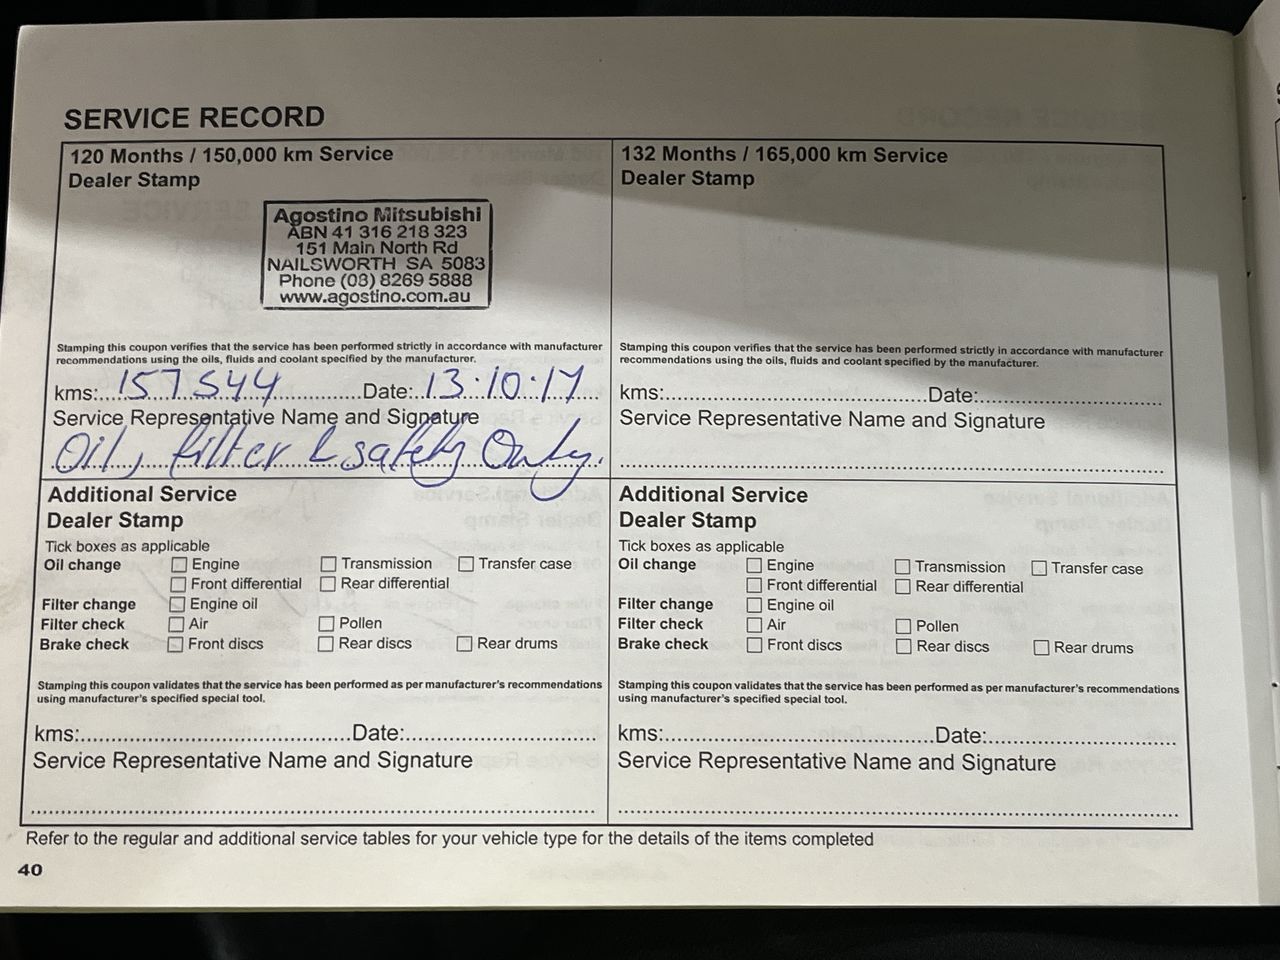 SERVICE RECORD
120 Months / 150,000 km Service
Dealer Stamp
Agostino Mitsubishi
ABN 41 316 218 323
151 Main North Rd
NAILSWORTH SA 5083
Phone (08) 8269 5888
www.agostino.com.au
Stamping this coupon verifies that the service has been performed strictly in accordance with manufacturer
recommendations using the oils, fluids and coolant specified by the manufacturer.
kms: 157544 Date: 13.10.17
Service Representative Name and Signature
Oil, filter & safety Only.
Additional Service
Dealer Stamp
Tick boxes as applicable
Oil change Engine Transmission Transfer case
Front differential Rear differential
Filter change Engine oil
Filter check Air Pollen
Brake check Front discs Rear discs Rear drums
Stamping this coupon validates that the service has been performed as per manufacturer's recommendations
using manufacturer's specified special tool.
kms: Date:
Service Representative Name and Signature
132 Months / 165,000 km Service
Dealer Stamp
Stamping this coupon verifies that the service has been performed strictly in accordance with manufacturer
recommendations using the oils, fluids and coolant specified by the manufacturer.
kms: Date:
Service Representative Name and Signature
Additional Service
Dealer Stamp
Tick boxes as applicable
Oil change Engine Transmission Transfer case
Front differential Rear differential
Filter change Engine oil
Filter check Air Pollen
Brake check Front discs Rear discs Rear drums
Stamping this coupon validates that the service has been performed as per manufacturer's recommendations
using manufacturer's specified special tool.
kms: Date:
Service Representative Name and Signature
Refer to the regular and additional service tables for your vehicle type for the details of the items completed
40